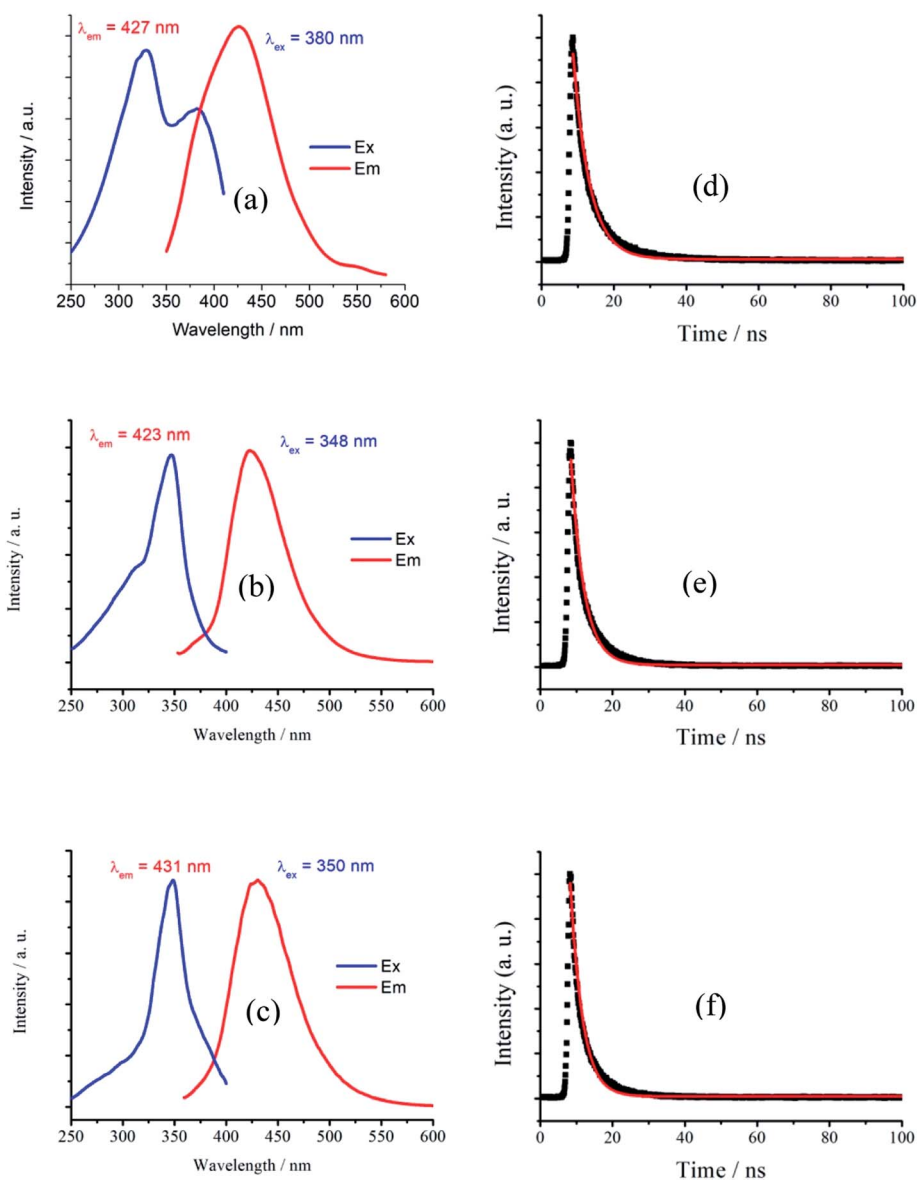 λem = 427 nm
λex = 380 nm
Intensity / a.u.
Ex
Em
(a)
250 300 350 400 450 500 550 600
Wavelength / nm
Intensity (a. u.)
(d)
0 20 40 60 80 100
Time / ns
λem = 423 nm
λex = 348 nm
Intensity / a. u.
Ex
Em
(b)
250 300 350 400 450 500 550 600
Wavelength / nm
Intensity / a. u.
(e)
0 20 40 60 80 100
Time / ns
λem = 431 nm
λex = 350 nm
Intensity / a. u.
Ex
Em
(c)
250 300 350 400 450 500 550 600
Wavelength / nm
Intensity (a. u.)
(f)
0 20 40 60 80 100
Time / ns